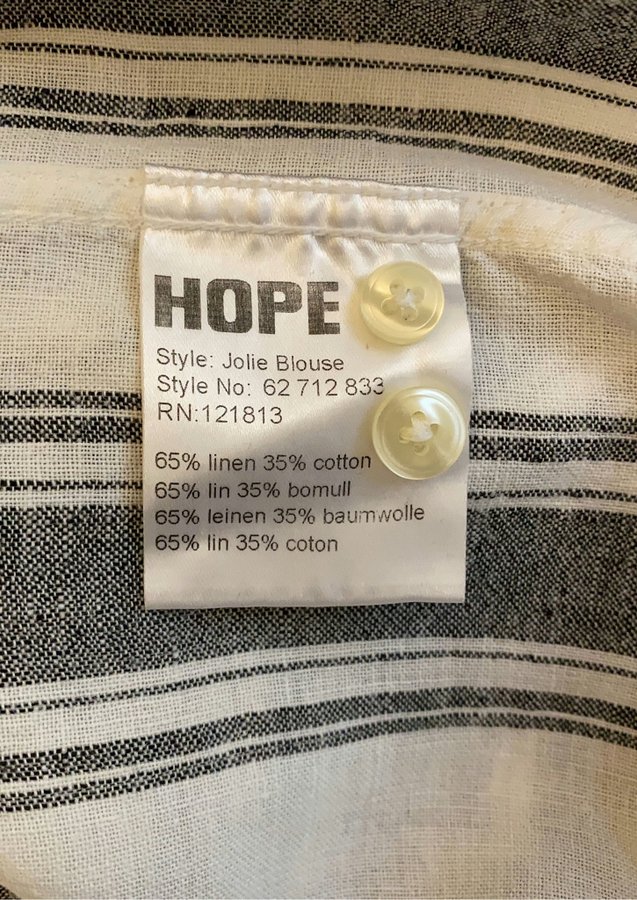 HOPE
Style: Jolie Blouse
Style No: 62 712 833
RN:121813
65% linen 35% cotton
65% lin 35% bomull
65% leinen 35% baumwolle
65% lin 35% coton